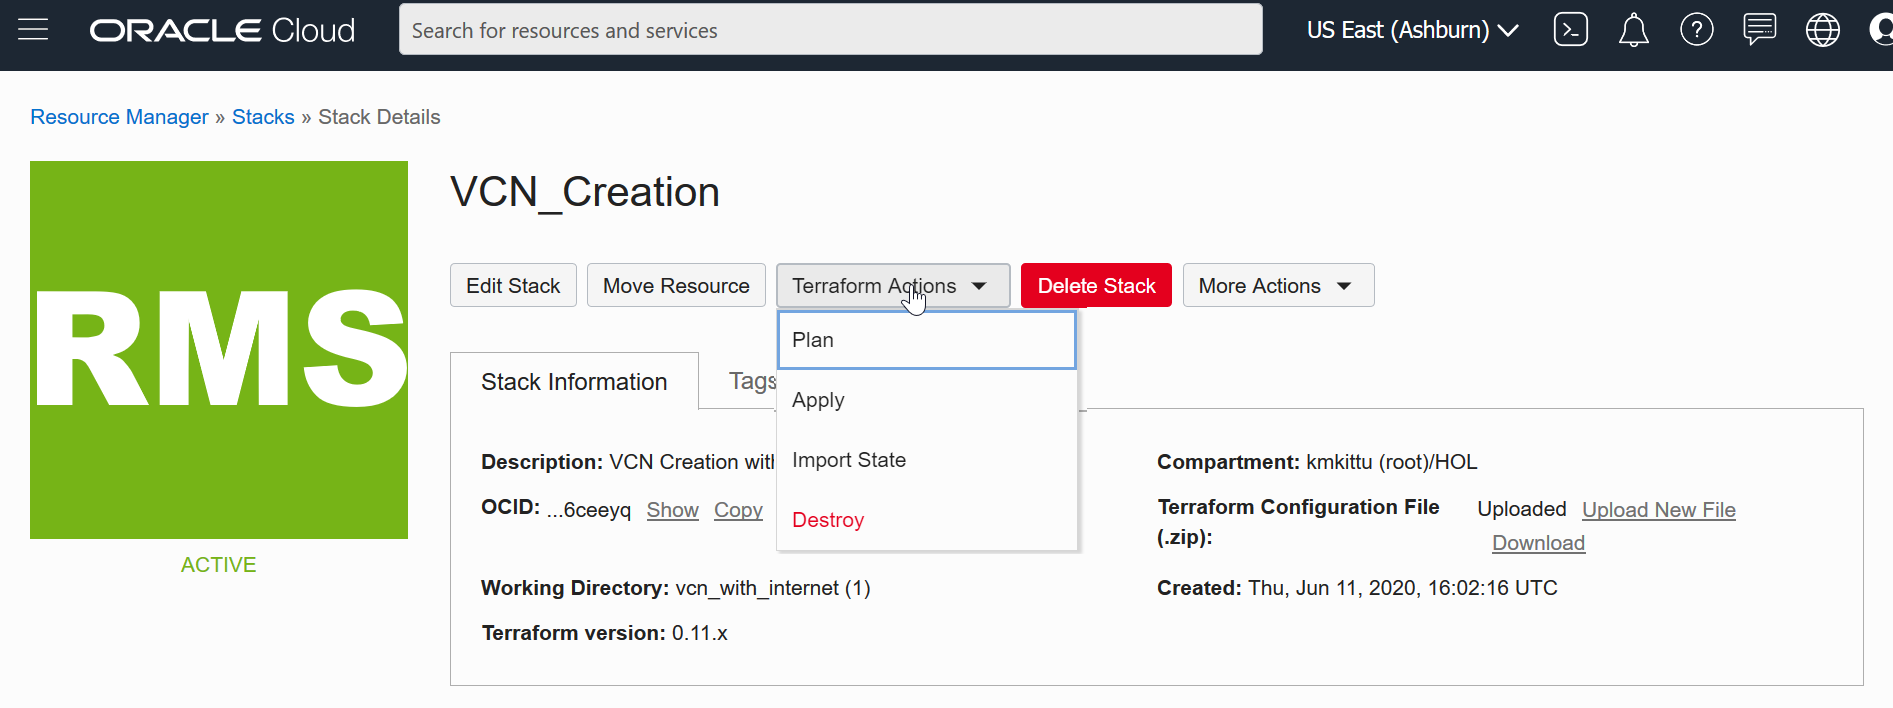 ORACLE Cloud
Search for resources and services
US East (Ashburn)
Resource Manager » Stacks » Stack Details
RMS
ACTIVE
VCN_Creation
Edit Stack
Move Resource
Terraform Actions
Delete Stack
More Actions
Plan
Apply
Import State
Destroy
Stack Information
Tags
Description: VCN Creation with
OCID: ...6ceeyq Show Copy
Working Directory: vcn_with_internet (1)
Terraform version: 0.11.x
Compartment: kmkittu (root)/HOL
Terraform Configuration File
(.zip):
Uploaded Upload New File
Download
Created: Thu, Jun 11, 2020, 16:02:16 UTC